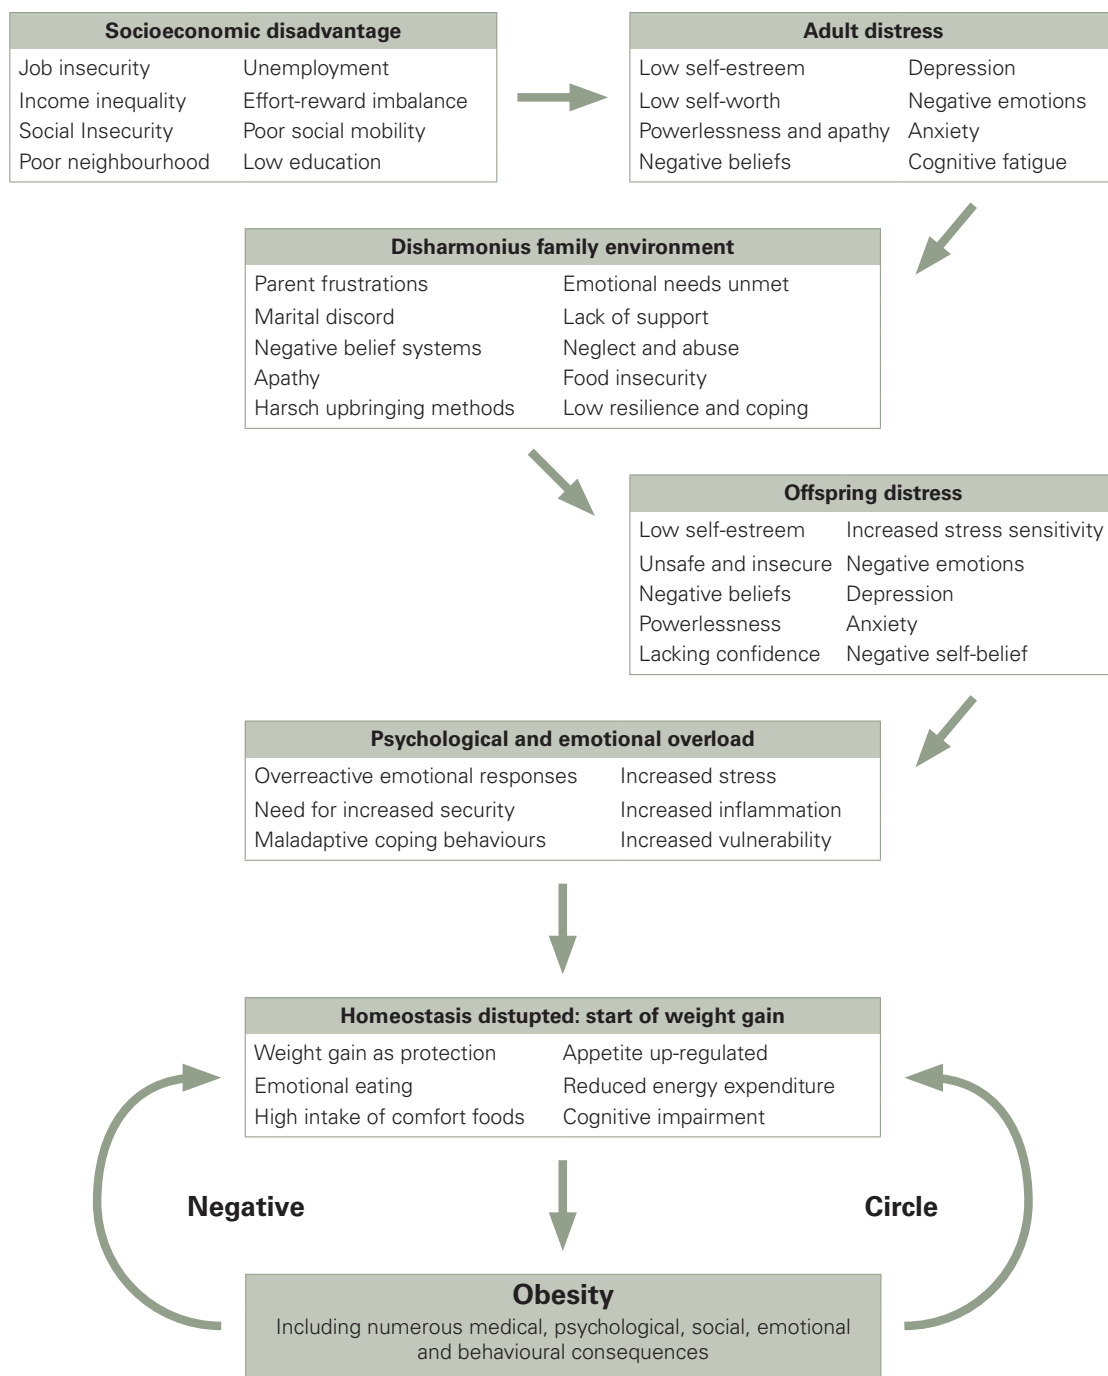 Socioeconomic disadvantage
Job insecurity Unemployment
Income inequality Effort-reward imbalance
Social Insecurity Poor social mobility
Poor neighbourhood Low education
Adult distress
Low self-estreem Depression
Low self-worth Negative emotions
Powerlessness and apathy Anxiety
Negative beliefs Cognitive fatigue
Disharmonius family environment
Parent frustrations Emotional needs unmet
Marital discord Lack of support
Negative belief systems Neglect and abuse
Apathy Food insecurity
Harsch upbringing methods Low resilience and coping
Offspring distress
Low self-estreem Increased stress sensitivity
Unsafe and insecure Negative emotions
Negative beliefs Depression
Powerlessness Anxiety
Lacking confidence Negative self-belief
Psychological and emotional overload
Overreactive emotional responses Increased stress
Need for increased security Increased inflammation
Maladaptive coping behaviours Increased vulnerability
Homeostasis distupted: start of weight gain
Weight gain as protection Appetite up-regulated
Emotional eating Reduced energy expenditure
High intake of comfort foods Cognitive impairment
Negative Circle
Obesity
Including numerous medical, psychological, social, emotional
and behavioural consequences